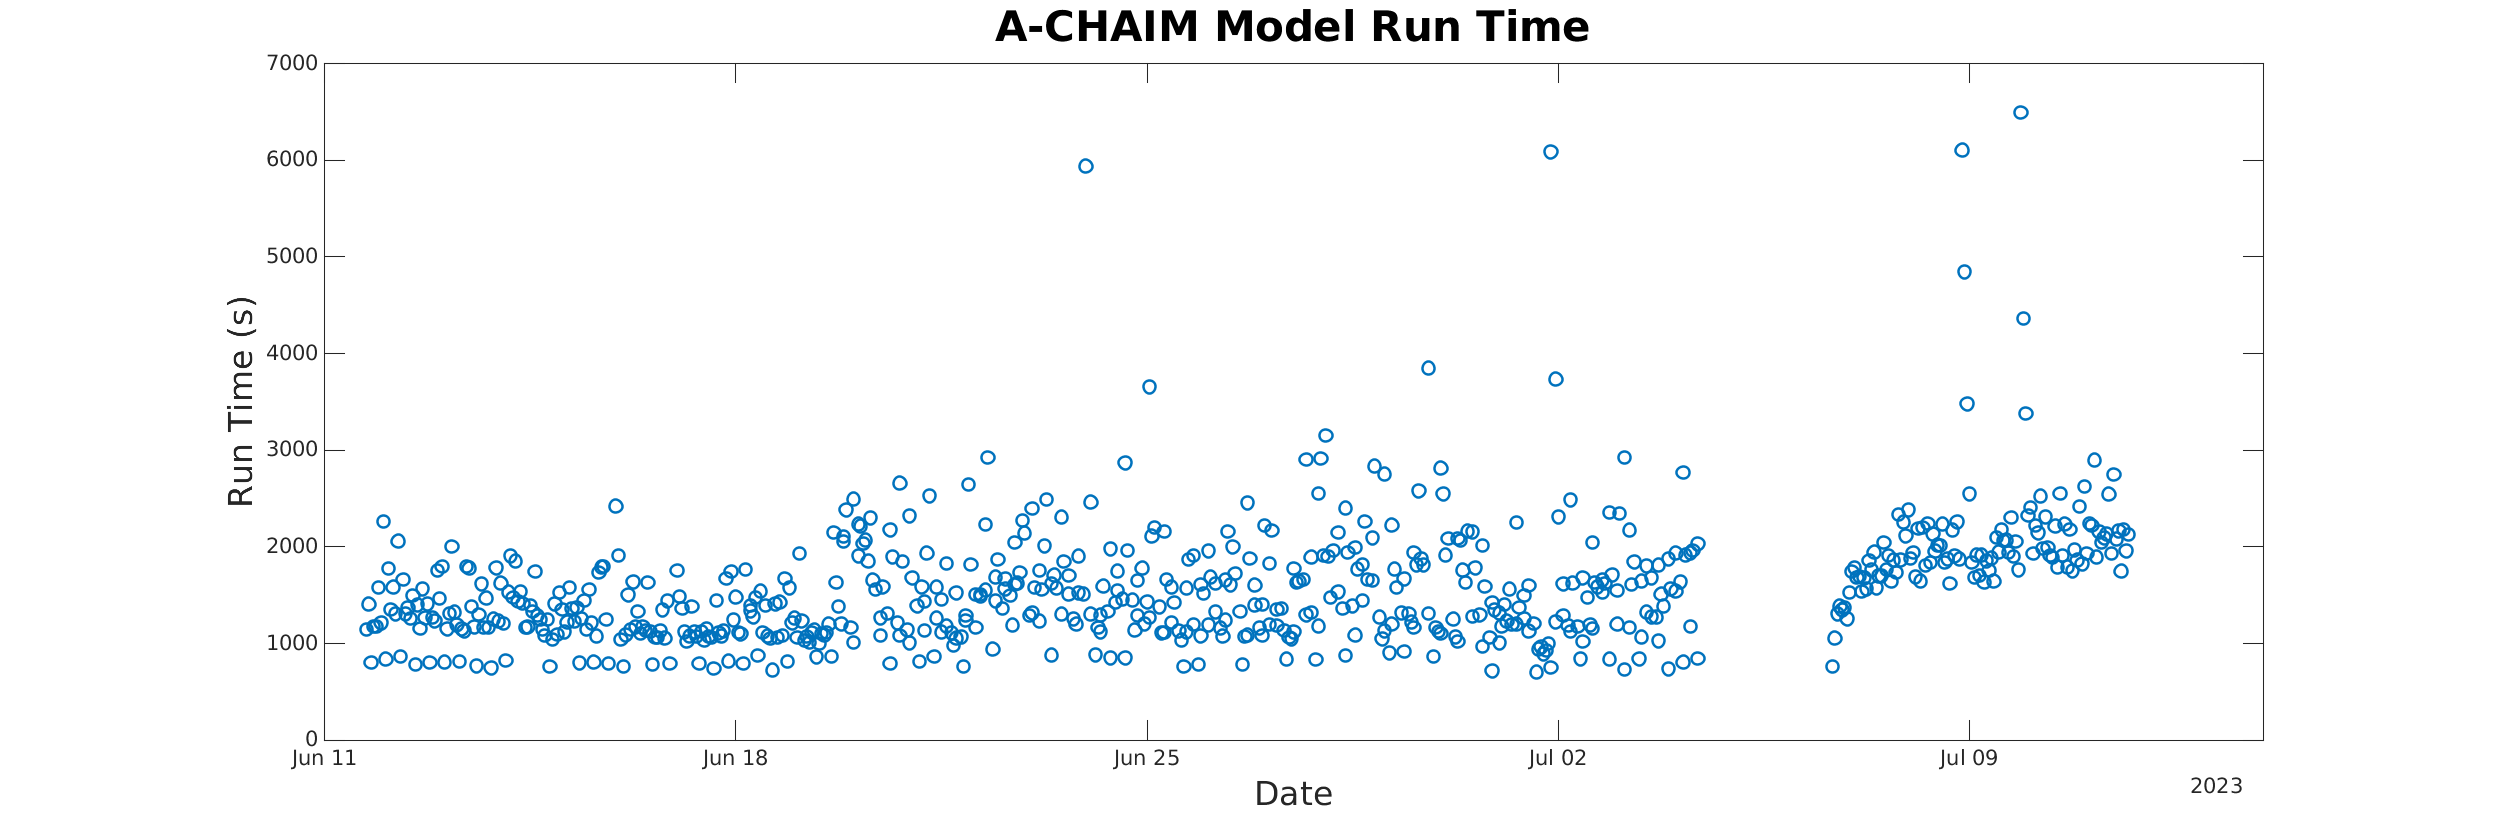 A-CHAIM Model Run Time
Run Time (s)
7000
6000
5000
4000
3000
2000
1000
0
Jun 11 Jun 18 Jun 25 Jul 02 Jul 09
Date
2023